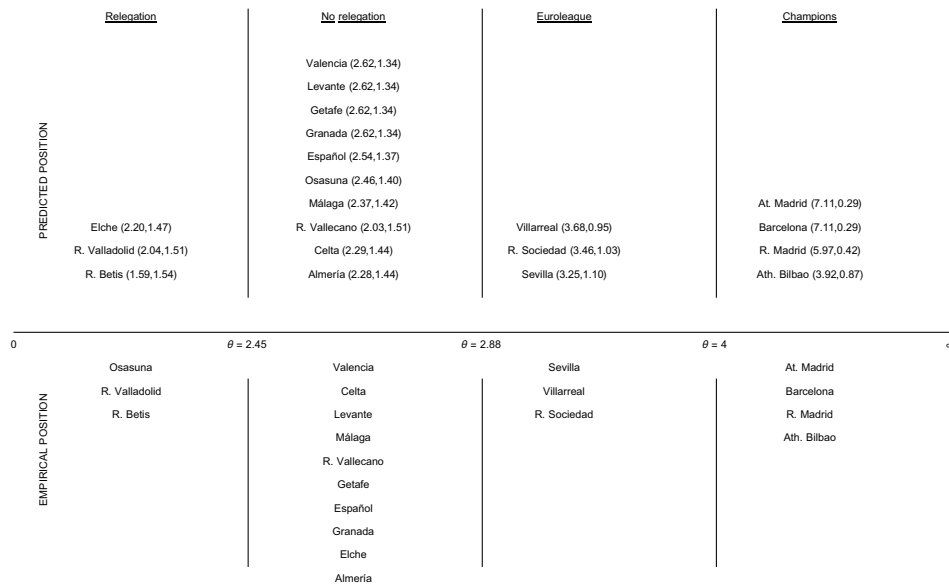 Relegation No relegation Euroleague Champions
PREDICTED POSITION
Valencia (2.62,1.34)
Levante (2.62,1.34)
Getafe (2.62,1.34)
Granada (2.62,1.34)
Español (2.54,1.37)
Osasuna (2.46,1.40)
Málaga (2.37,1.42) At. Madrid (7.11,0.29)
Elche (2.20,1.47) R. Vallecano (2.03,1.51) Villarreal (3.68,0.95) Barcelona (7.11,0.29)
R. Valladolid (2.04,1.51) Celta (2.29,1.44) R. Sociedad (3.46,1.03) R. Madrid (5.97,0.42)
R. Betis (1.59,1.54) Almería (2.28,1.44) Sevilla (3.25,1.10) Ath. Bilbao (3.92,0.87)
0 θ = 2.45 θ = 2.88 θ = 4
EMPIRICAL POSITION
Osasuna Valencia Sevilla At. Madrid
R. Valladolid Celta Villarreal Barcelona
R. Betis Levante R. Sociedad R. Madrid
Málaga Ath. Bilbao
R. Vallecano
Getafe
Español
Granada
Elche
Almería